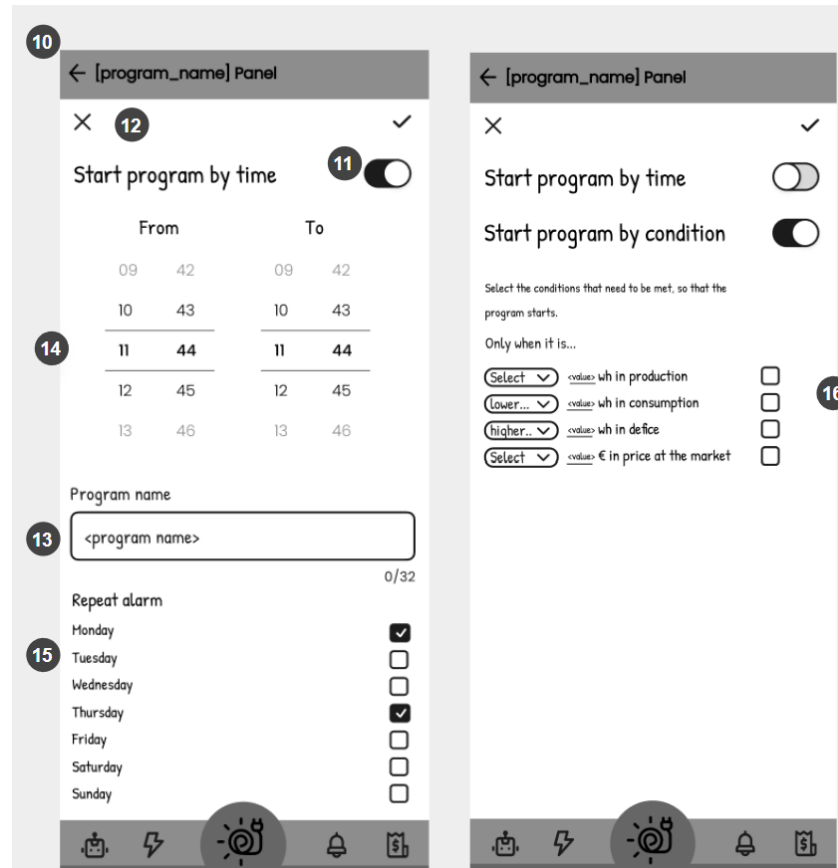 10
[program_name] Panel
12
Start program by time
11
From To
09 42 09 42
10 43 10 43
14
11 44 11 44
12 45 12 45
13 46 13 46
Program name
13
<program name>
0/32
Repeat alarm
Monday
15
Tuesday
Wednesday
Thursday
Friday
Saturday
Sunday
[program_name] Panel
Start program by time
Start program by condition
Select the conditions that need to be met, so that the
program starts.
Only when it is...
Select <value> wh in production
16
lower... <value> wh in consumption
higher.. <value> wh in defice
Select <value> € in price at the market